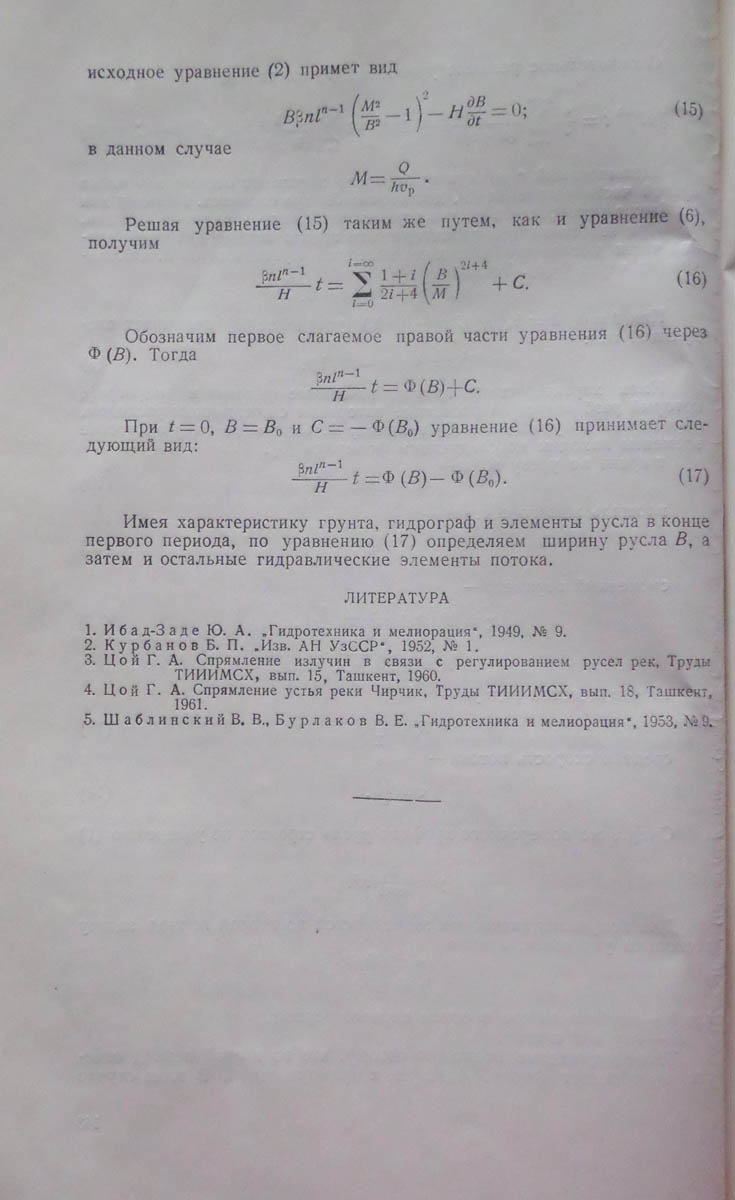 исходное уравнение (2) примет вид
Bβnlⁿ⁻¹ (M²/B² − 1)² − H ∂B/∂t = 0; (15)
в данном случае
M = Q/hvₚ.
Решая уравнение (15) таким же путем, как и уравнение (6),
получим
βnlⁿ⁻¹/H t = ∑ i=0 i=∞ 1+i/2i+4 (B/M)²ⁱ⁺⁴ + C. (16)
Обозначим первое слагаемое правой части уравнения (16) через
Ф (B). Тогда
βnlⁿ⁻¹/H t = Ф (B)+C.
При t = 0, B = B₀ и C = — Ф (B₀) уравнение (16) принимает сле-
дующий вид:
βnlⁿ⁻¹/H t = Ф (B) — Ф (B₀). (17)
Имея характеристику грунта, гидрограф и элементы русла в конце
первого периода, по уравнению (17) определяем ширину русла B, а
затем и остальные гидравлические элементы потока.
ЛИТЕРАТУРА
1. Ибад-Заде Ю. А. „Гидротехника и мелиорация“, 1949, № 9.
2. Курбанов Б. П. „Изв. АН УзССР“, 1952, № 1.
3. Цой Г. А. Спрямление излучин в связи с регулированием русел рек, Труды
ТИИИМСХ, вып. 15, Ташкент, 1960.
4. Цой Г. А. Спрямление устья реки Чирчик, Труды ТИИИМСХ, вып. 18, Ташкент,
1961.
5. Шаблинский В. В., Бурлаков В. Е. „Гидротехника и мелиорация“, 1953, № 9.